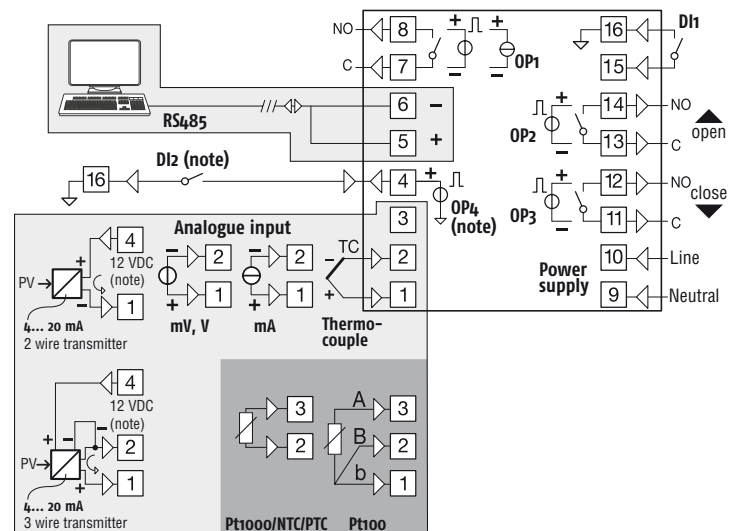 NO 8 + + 16 DI1
C 7 − − OP1 15
6 −
RS485
5 +
+ 14 NO
OP2 − 13 C
open
DI2 (note)
16 4 +
OP4
(note)
+ 12 NO
OP3 − 11 C
close
3
Analogue input
4
12 VDC
(note)
+
PV
−
1
4... 20 mA
2 wire transmitter
− 2
+ 1
mV, V
− 2
+ 1
mA
TC
− 2
+ 1
Thermo-
couple
Power
supply
10 Line
9 Neutral
4
12 VDC
(note)
+ − −
2
PV
+
1
4... 20 mA
3 wire transmitter
3
2
Pt1000/NTC/PTC
A 3
B 2
b 1
Pt100